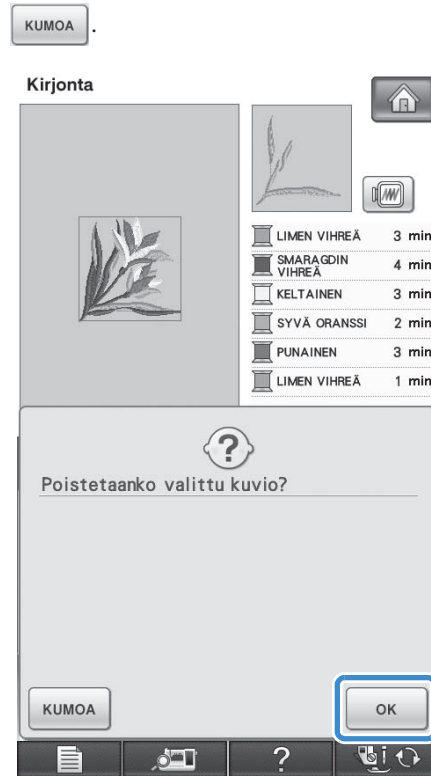 KUMOA .
Kirjonta
LIMEN VIHREÄ 3 min
SMARAGDIN
VIHREÄ 4 min
KELTAINEN 3 min
SYVÄ ORANSSI 2 min
PUNAINEN 3 min
LIMEN VIHREÄ 1 min
?
Poistetaanko valittu kuvio?
KUMOA
OK
?